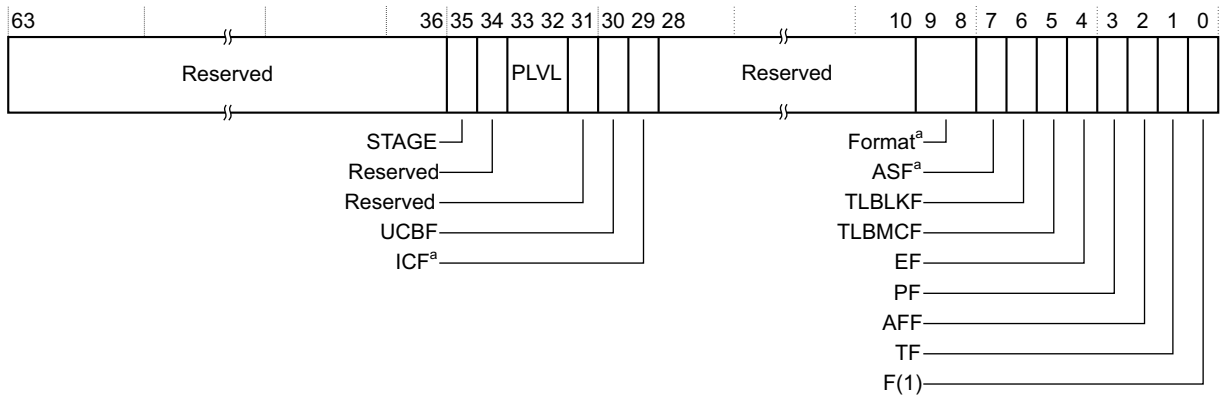 63 36 35 34 33 32 31 30 29 28 10 9 8 7 6 5 4 3 2 1 0
Reserved PLVL Reserved
STAGE Formatᵃ
Reserved ASFᵃ
Reserved TLBLKF
UCBF TLBMCF
ICFᵃ EF
PF
AFF
TF
F(1)